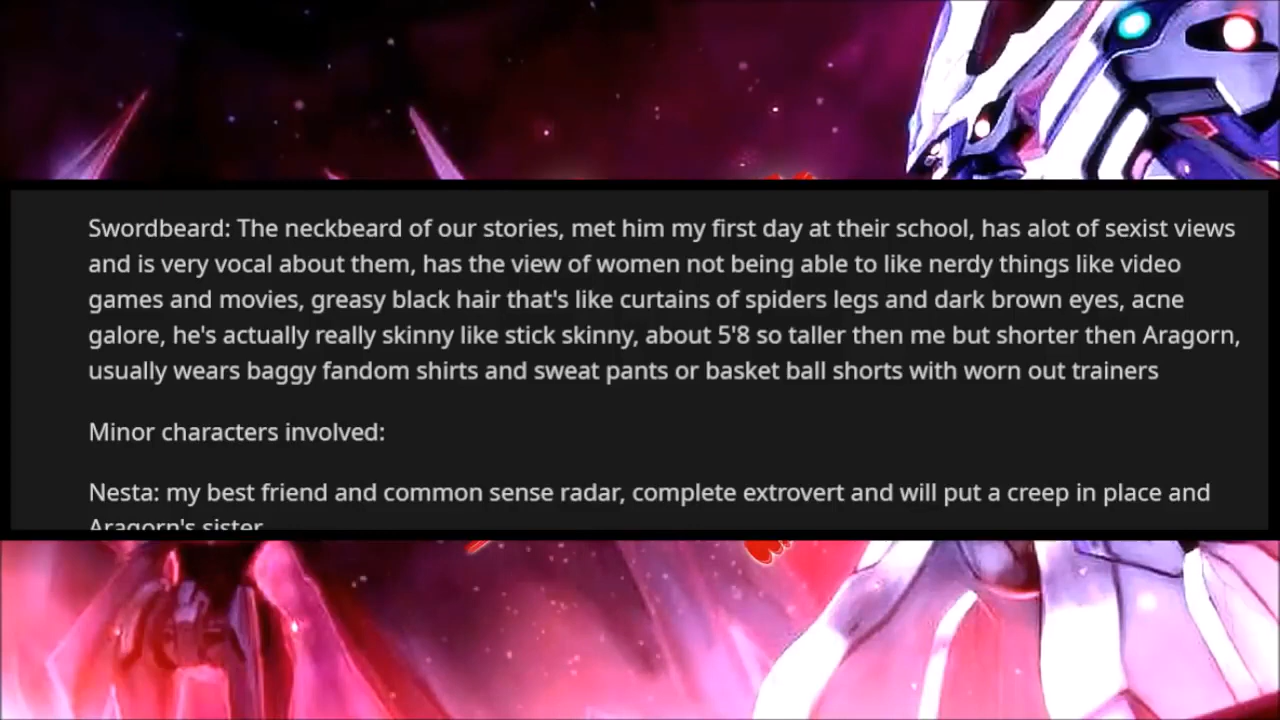 Swordbeard: The neckbeard of our stories, met him my first day at their school, has alot of sexist views
and is very vocal about them, has the view of women not being able to like nerdy things like video
games and movies, greasy black hair that's like curtains of spiders legs and dark brown eyes, acne
galore, he's actually really skinny like stick skinny, about 5'8 so taller then me but shorter then Aragorn,
usually wears baggy fandom shirts and sweat pants or basket ball shorts with worn out trainers
Minor characters involved:
Nesta: my best friend and common sense radar, complete extrovert and will put a creep in place and
Aragorn's sister